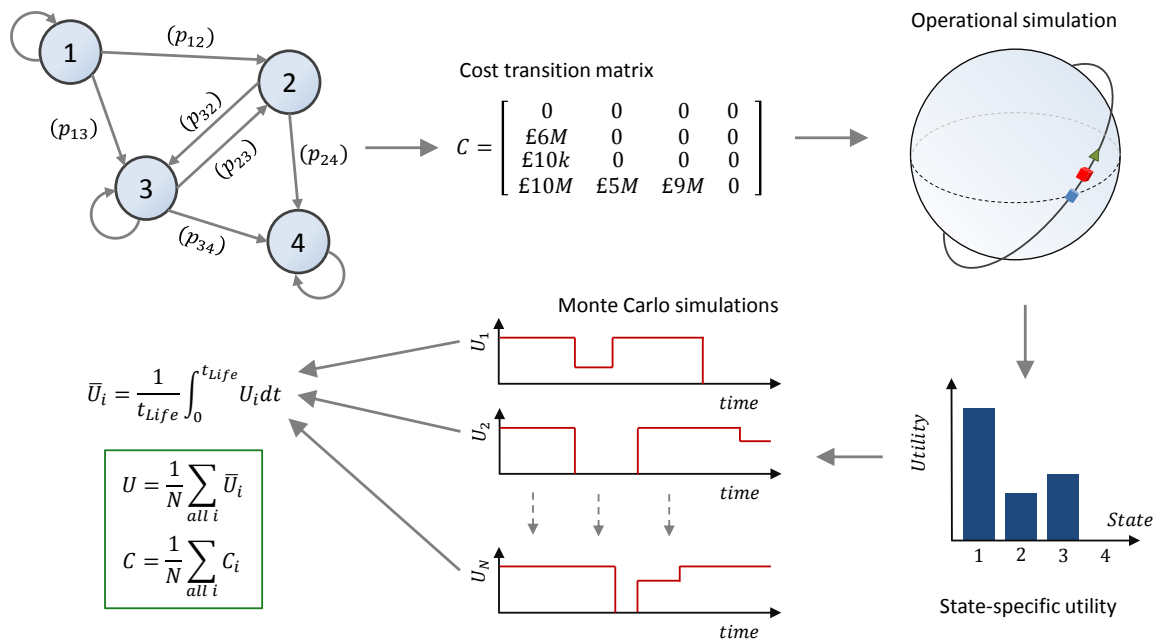 Operational simulation
1
(p₁₂)
2
(p₁₃)
(p₃₂)
(p₂₃)
(p₂₄)
3
(p₃₄)
4
Cost transition matrix
C = [ 0 0 0 0
£6M 0 0 0
£10k 0 0 0
£10M £5M £9M 0 ]
Monte Carlo simulations
U₁
time
U₂
time
U_N
time
Ū_i = 1/t_Life ∫₀^t_Life U_i dt
U = 1/N ∑_all i Ū_i
C = 1/N ∑_all i C_i
Utility
State
1 2 3 4
State-specific utility